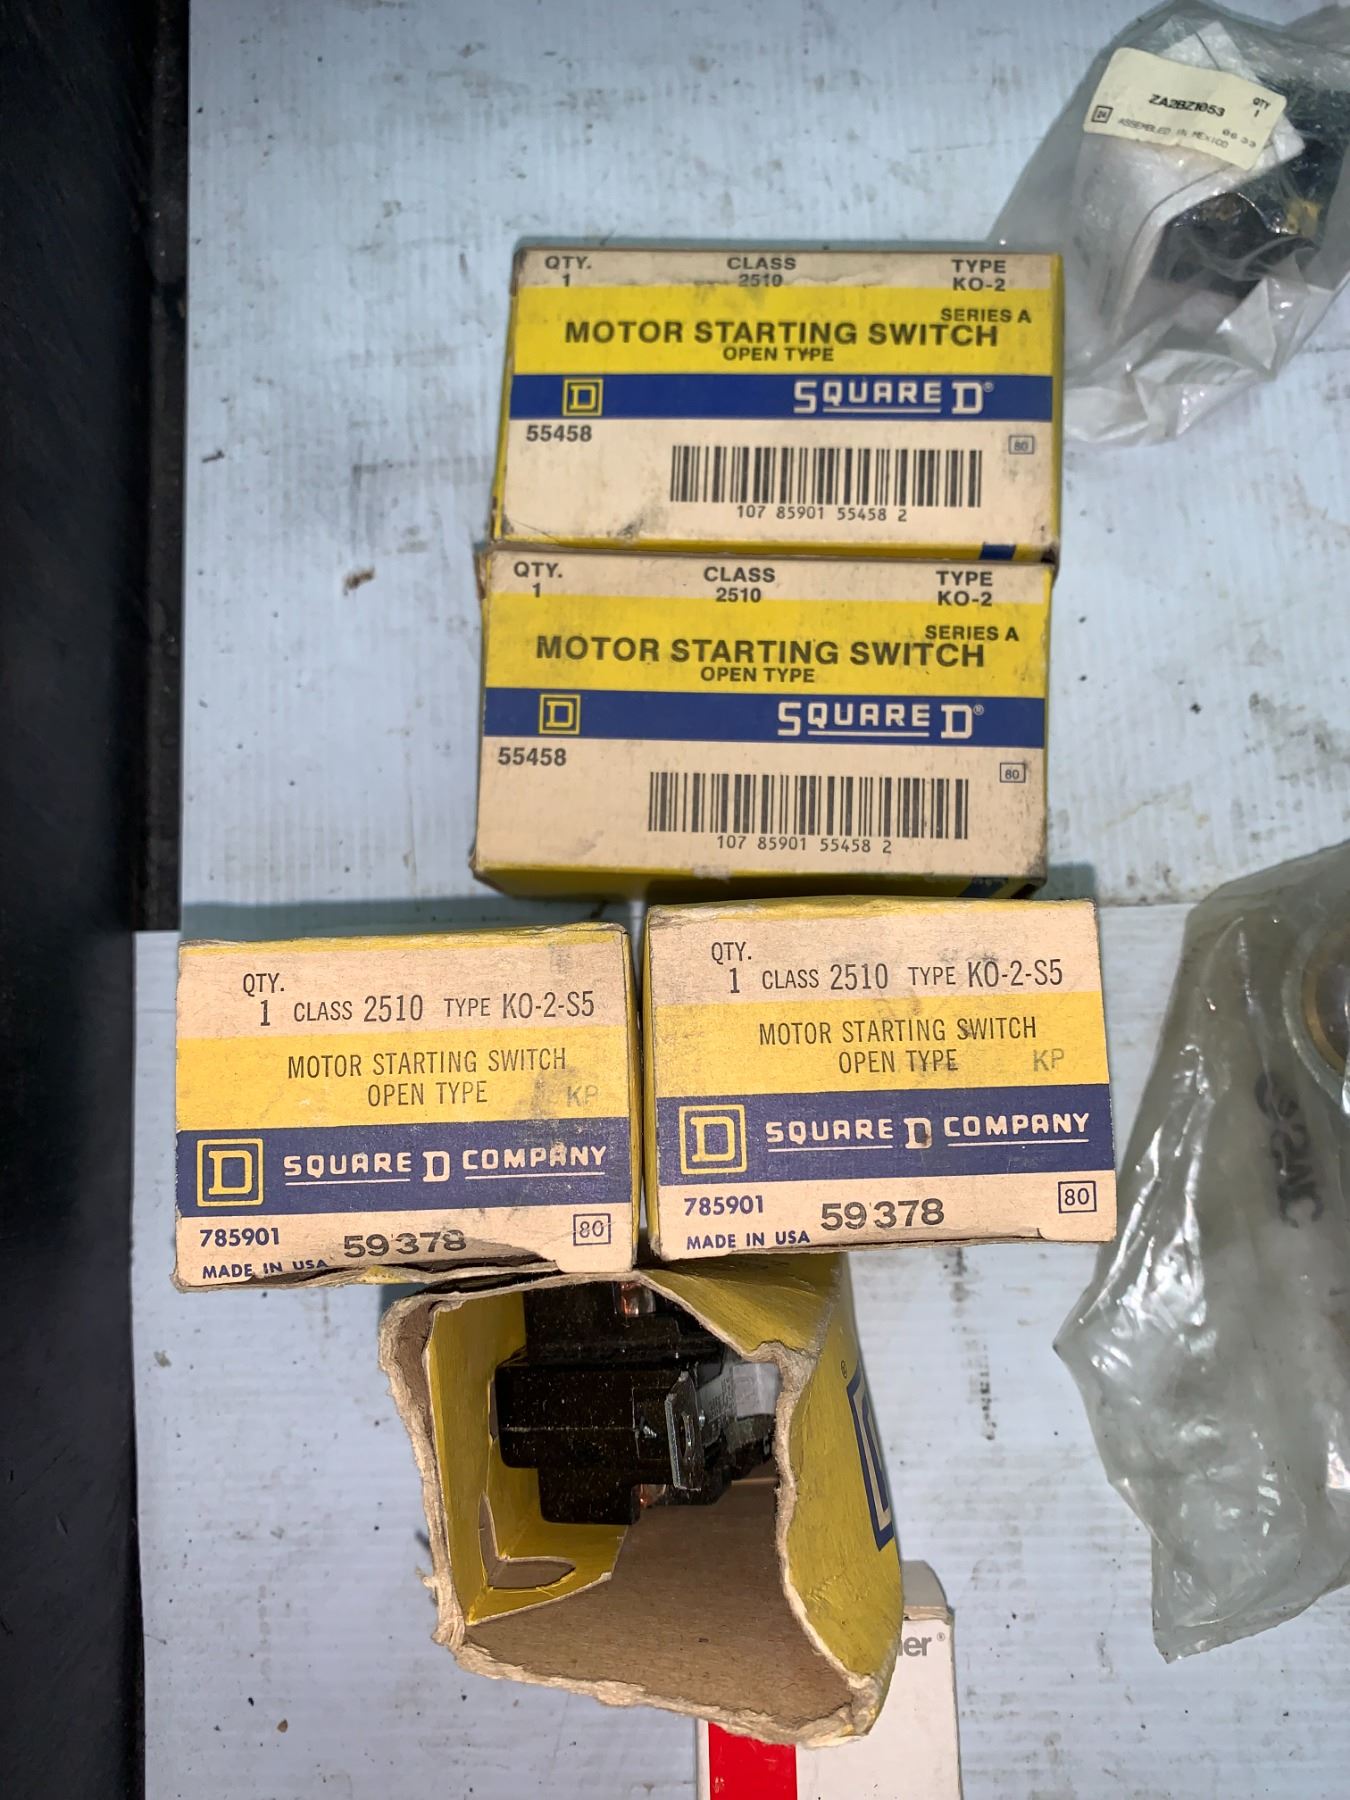 ZA2BZ1053 QTY 1
24 ASSEMBLED IN MEXICO 0633
QTY. CLASS TYPE
1 2510 KO-2
SERIES A
MOTOR STARTING SWITCH
OPEN TYPE
D SQUARE D®
55458
80
107 85901 55458 2
QTY. CLASS TYPE
1 2510 KO-2
SERIES A
MOTOR STARTING SWITCH
OPEN TYPE
D SQUARE D®
55458
80
107 85901 55458 2
QTY.
1 CLASS 2510 TYPE KO-2-S5
MOTOR STARTING SWITCH
OPEN TYPE KP
D SQUARE D COMPANY
785901 59378 80
MADE IN USA
QTY.
1 CLASS 2510 TYPE KO-2-S5
MOTOR STARTING SWITCH
OPEN TYPE KP
D SQUARE D COMPANY
785901 59378 80
MADE IN USA
®
D
er®